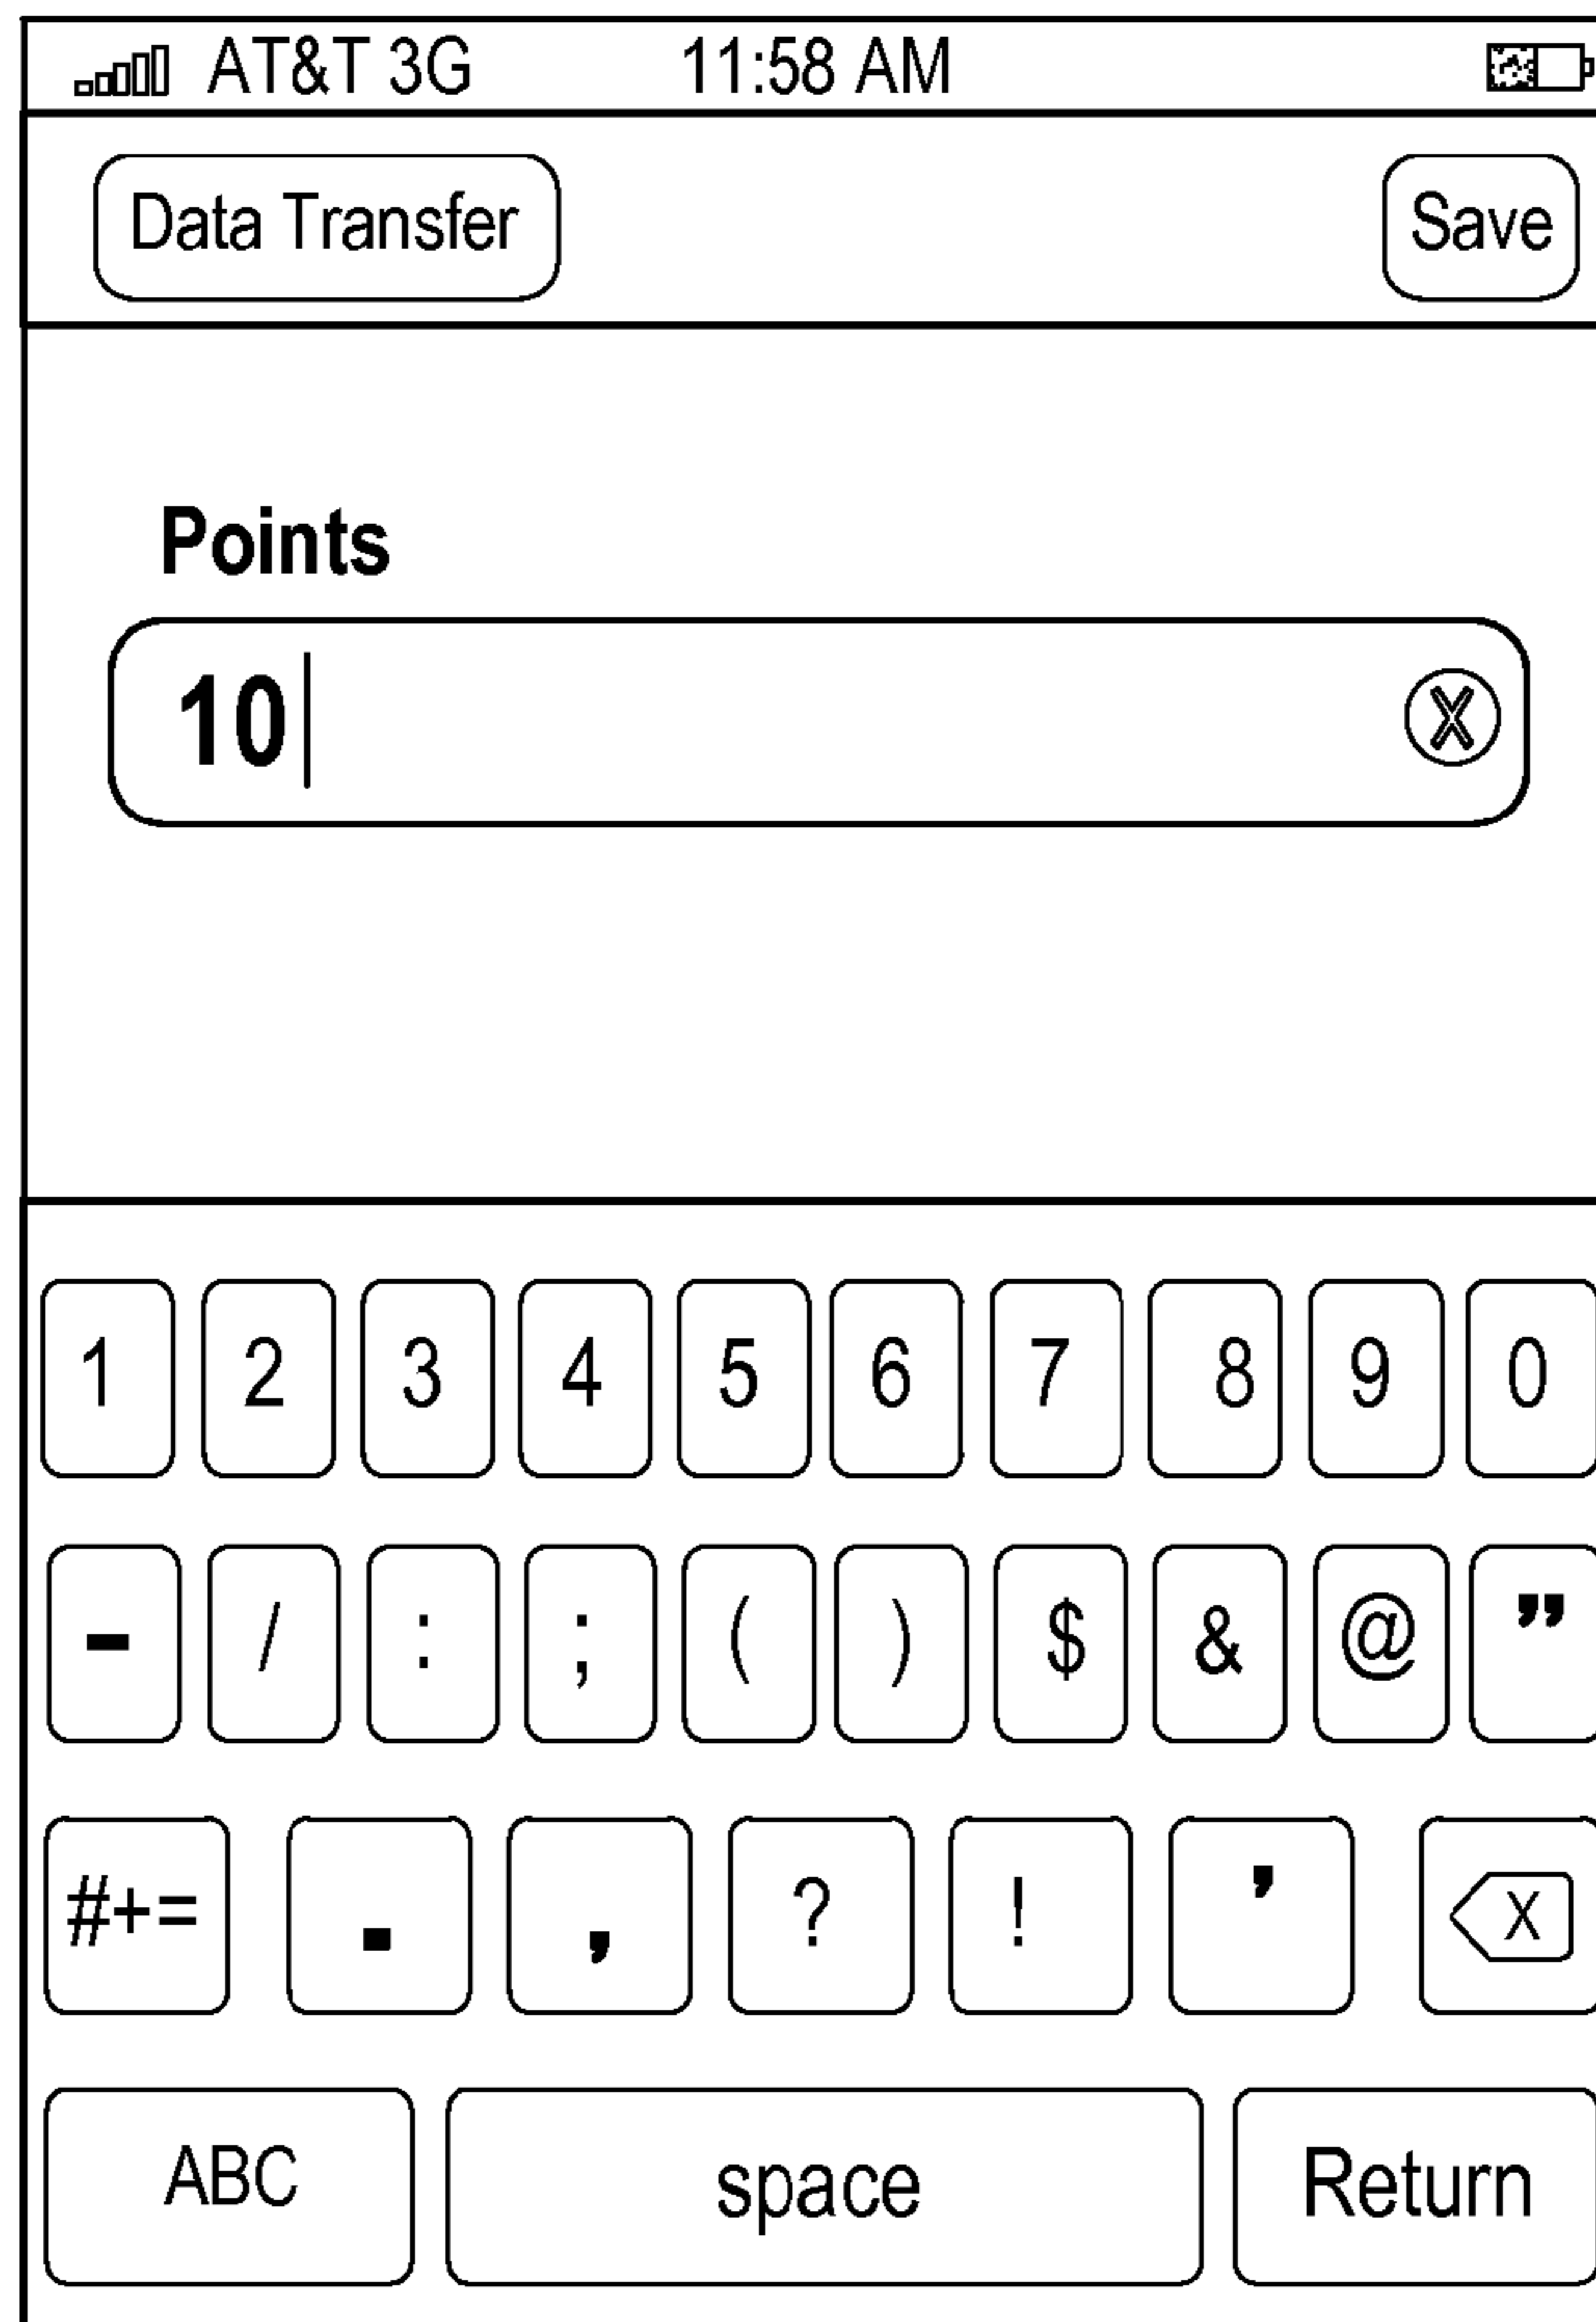 AT&T 3G 11:58 AM
Data Transfer Save
Points
10
1 2 3 4 5 6 7 8 9 0
- / : ; ( ) $ & @ ”
#+= . , ? ! ’ X
ABC space Return